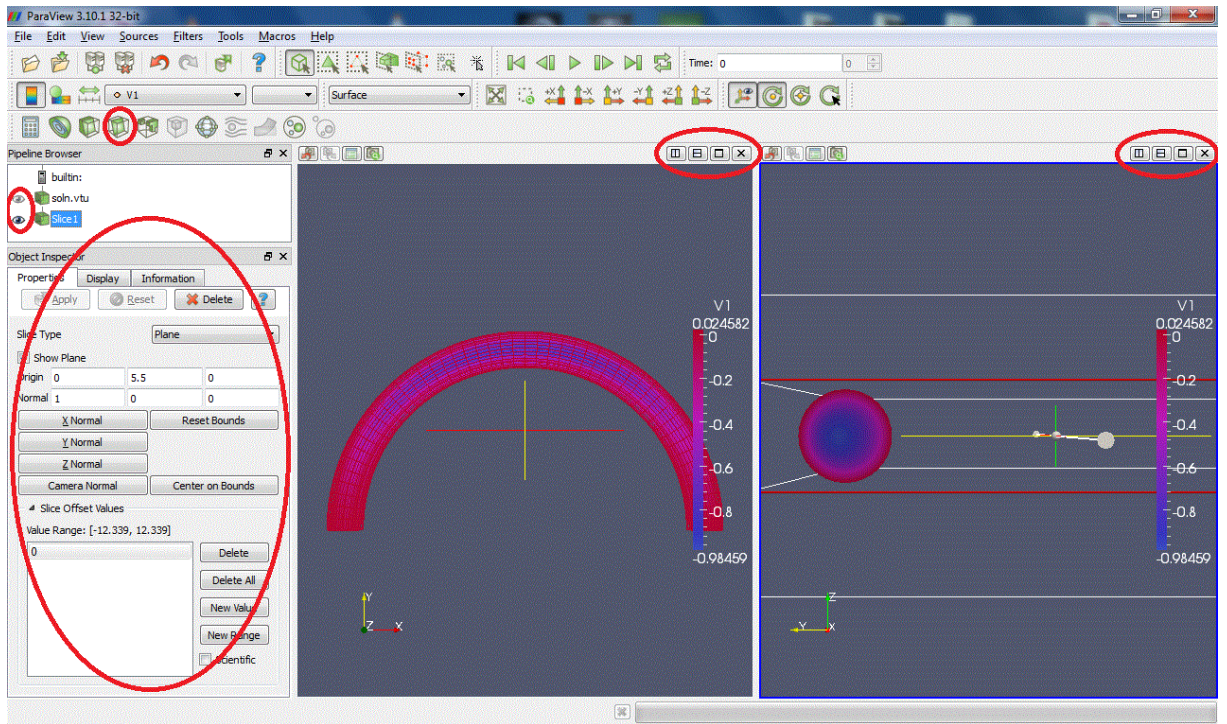 ParaView 3.10.1 32-bit
File Edit View Sources Filters Tools Macros Help
Time: 0 0
+X -X +Y -Y +Z -Z
V1 Surface
Pipeline Browser
builtin:
soln.vtu
Slice1
Object Inspector
Properties Display Information
Apply Reset Delete ?
Slice Type Plane
Show Plane
Origin 0 5.5 0
Normal 1 0 0
X Normal Reset Bounds
Y Normal
Z Normal
Camera Normal Center on Bounds
Slice Offset Values
Value Range: [-12.339, 12.339]
0 Delete
Delete All
New Value
New Range
Scientific
V1
0.024582
0
-0.2
-0.4
-0.6
-0.8
-0.98459
Y
Z X
V1
0.024582
0
-0.2
-0.4
-0.6
-0.8
-0.98459
Z
Y X